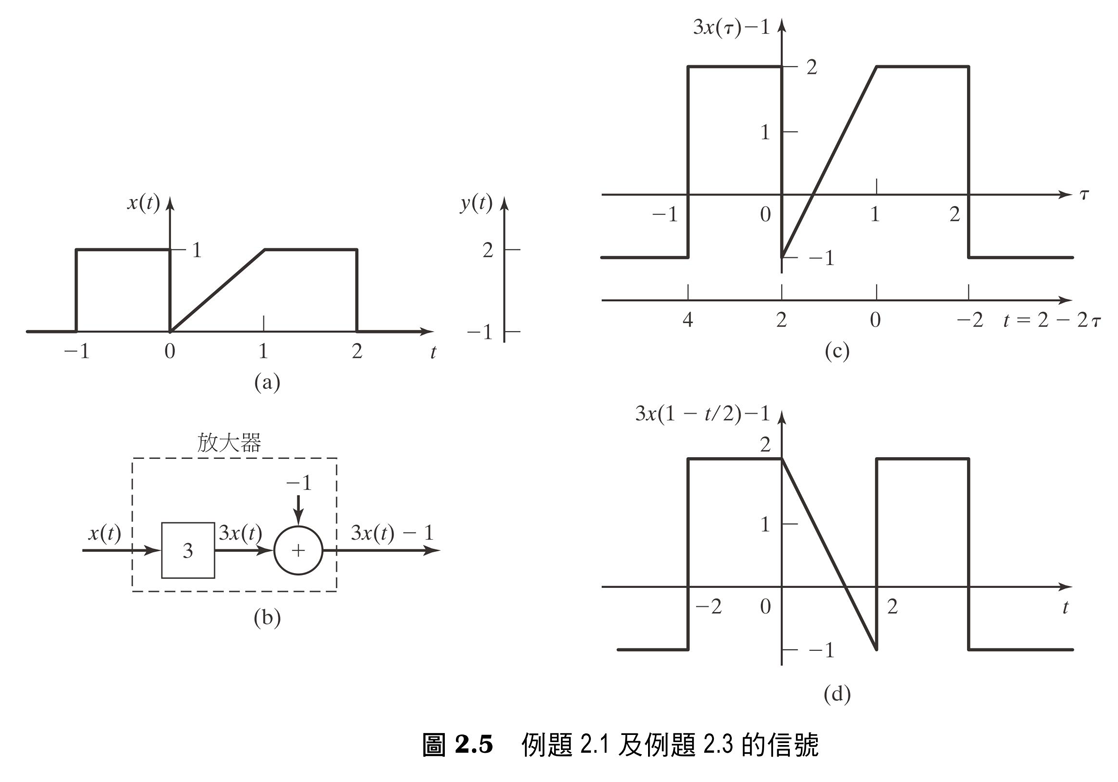 x(t)
1
−1 0 1 2 t
(a)
y(t)
2
−1
放大器
−1
x(t) 3 3x(t) + 3x(t) − 1
(b)
3x(τ)−1
2
1
−1 0 1 2 τ
−1
4 2 0 −2 t = 2 − 2τ
(c)
3x(1 − t/2)−1
2
1
−2 0 2 t
−1
(d)
圖 2.5 例題 2.1 及例題 2.3 的信號